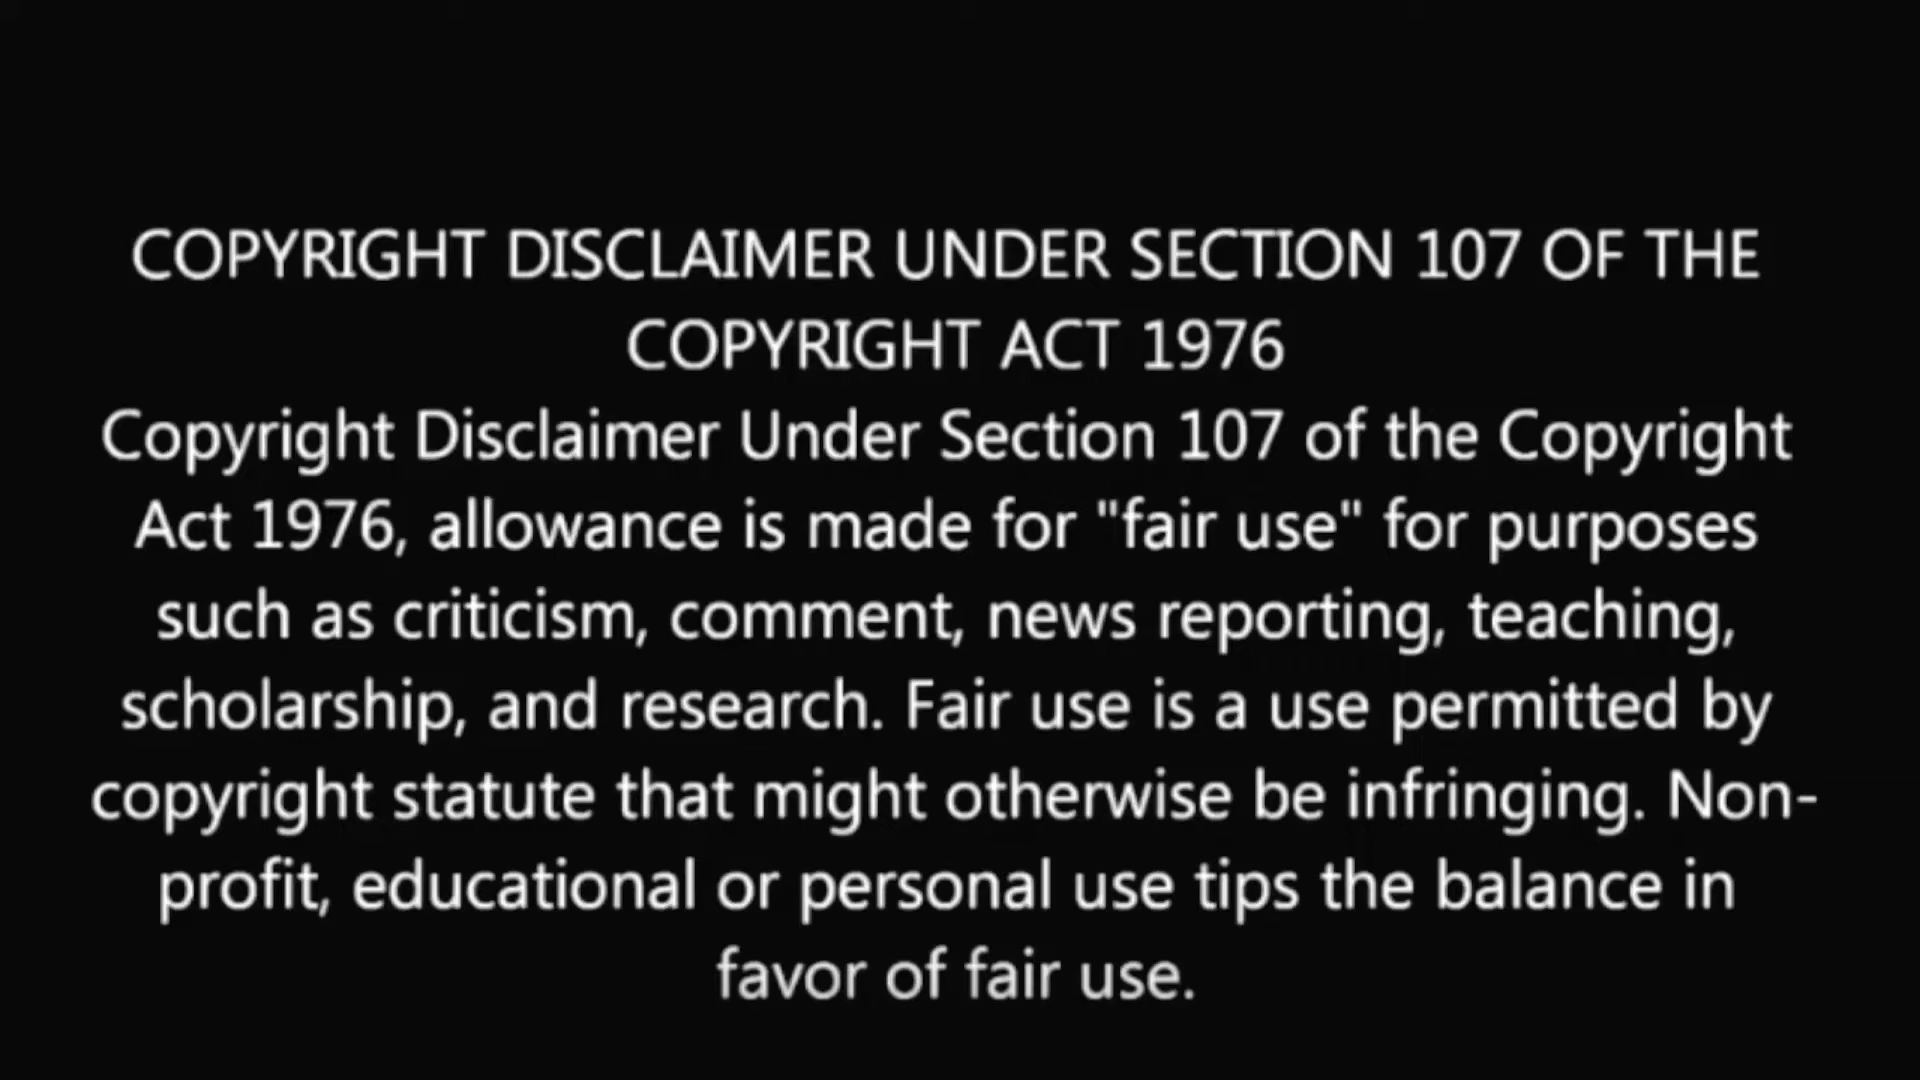 COPYRIGHT DISCLAIMER UNDER SECTION 107 OF THE
COPYRIGHT ACT 1976
Copyright Disclaimer Under Section 107 of the Copyright
Act 1976, allowance is made for "fair use" for purposes
such as criticism, comment, news reporting, teaching,
scholarship, and research. Fair use is a use permitted by
copyright statute that might otherwise be infringing. Non-
profit, educational or personal use tips the balance in
favor of fair use.